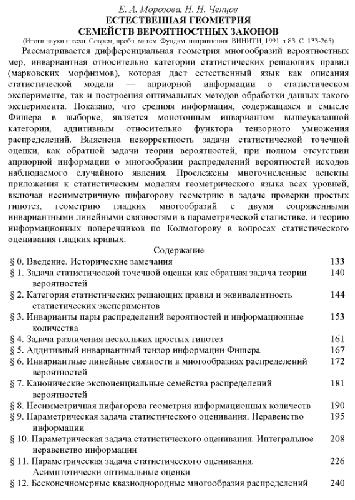 Е. А. Морозова, Н. Н. Ченцов
ЕСТЕСТВЕННАЯ ГЕОМЕТРИЯ
СЕМЕЙСТВ ВЕРОЯТНОСТНЫХ ЗАКОНОВ
(Итоги науки и техн. Соврем. пробл. матем. Фундам. направления. ВИНИТИ, 1991. т.83. С. 133-265)
Рассматривается дифференциальная геометрия многообразий вероятностных
мер, инвариантная относительно категории статистических решающих правил
(марковских морфизмов), которая дает естественный язык как описания
статистической модели — априорной информации о статистическом
эксперименте, так и построения оптимальных методов обработки данных такого
эксперимента. Показано, что средняя информация, содержащаяся в смысле
Фишера в выборке, является монотонным инвариантом вышеуказанной
категории, аддитивным относительно функтора тензорного умножения
распределений. Выяснена некорректность задачи статистической точечной
оценки, как обратной задачи теории вероятностей, при полном отсутствии
априорной информации о многообразии распределений вероятностей исходов
наблюдаемого случайного явления. Прослежены многочисленные аспекты
приложения к статистическим моделям геометрического языка всех уровней,
включая несимметричную пифагорову геометрию в задаче проверки простых
гипотез, геометрию гладких многообразий с двумя сопряженными
инвариантными линейными связностями в параметрической статистике, и теорию
информационных поперечников по Колмогорову в вопросах статистического
оценивания гладких кривых.
Содержание
§ 0. Введение. Исторические замечания 133
§ 1. Задача статистической точечной оценки как обратная задача теории 140
вероятностей
§ 2. Категория статистических решающих правил и эквивалентность 144
статистических экспериментов
§ 3. Инварианты пары распределений вероятностей и информационные 153
количества
§ 4. Задача различения нескольких простых гипотез 161
§ 5. Аддитивный инвариантный тензор информации Фишера. 167
§ 6. Инвариантные линейные связности в многообразиях распределений 172
вероятностей
§ 7. Канонические экспоненциальные семейства распределений 181
вероятностей
§ 8. Несимметричная пифагорова геометрия информационных количеств 190
§ 9. Параметрическая задача статистического оценивания. Неравенство 195
информации
§ 10. Параметрическая задача статистического оценивания. Интегральное 208
неравенство информации
§ 11. Параметрическая задача статистического оценивания. 226
Асимптотически оптимальные оценки
§ 12. Бесконечномерные квазиоднородные многообразия распределений 240